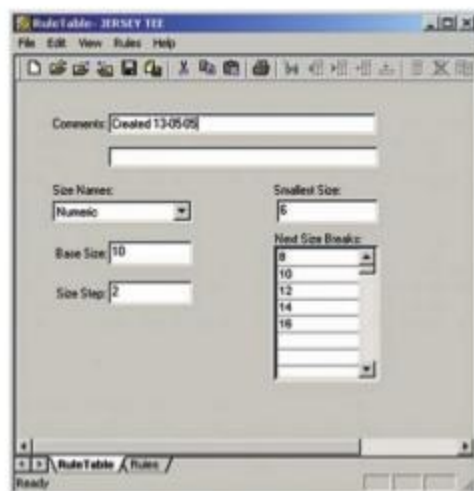 RuleTable- JERSEY TEE
File Edit View Rules Help
Comments: Created 13-05-05
Size Names:
Numeric
Smallest Size:
6
Base Size: 10
Next Size Breaks:
8
10
12
14
16
Size Step: 2
RuleTable Rules
Ready